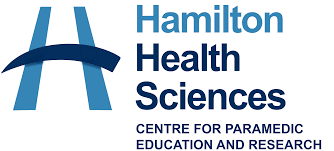 Hamilton
Health
Sciences
CENTRE FOR PARAMEDIC
EDUCATION AND RESEARCH